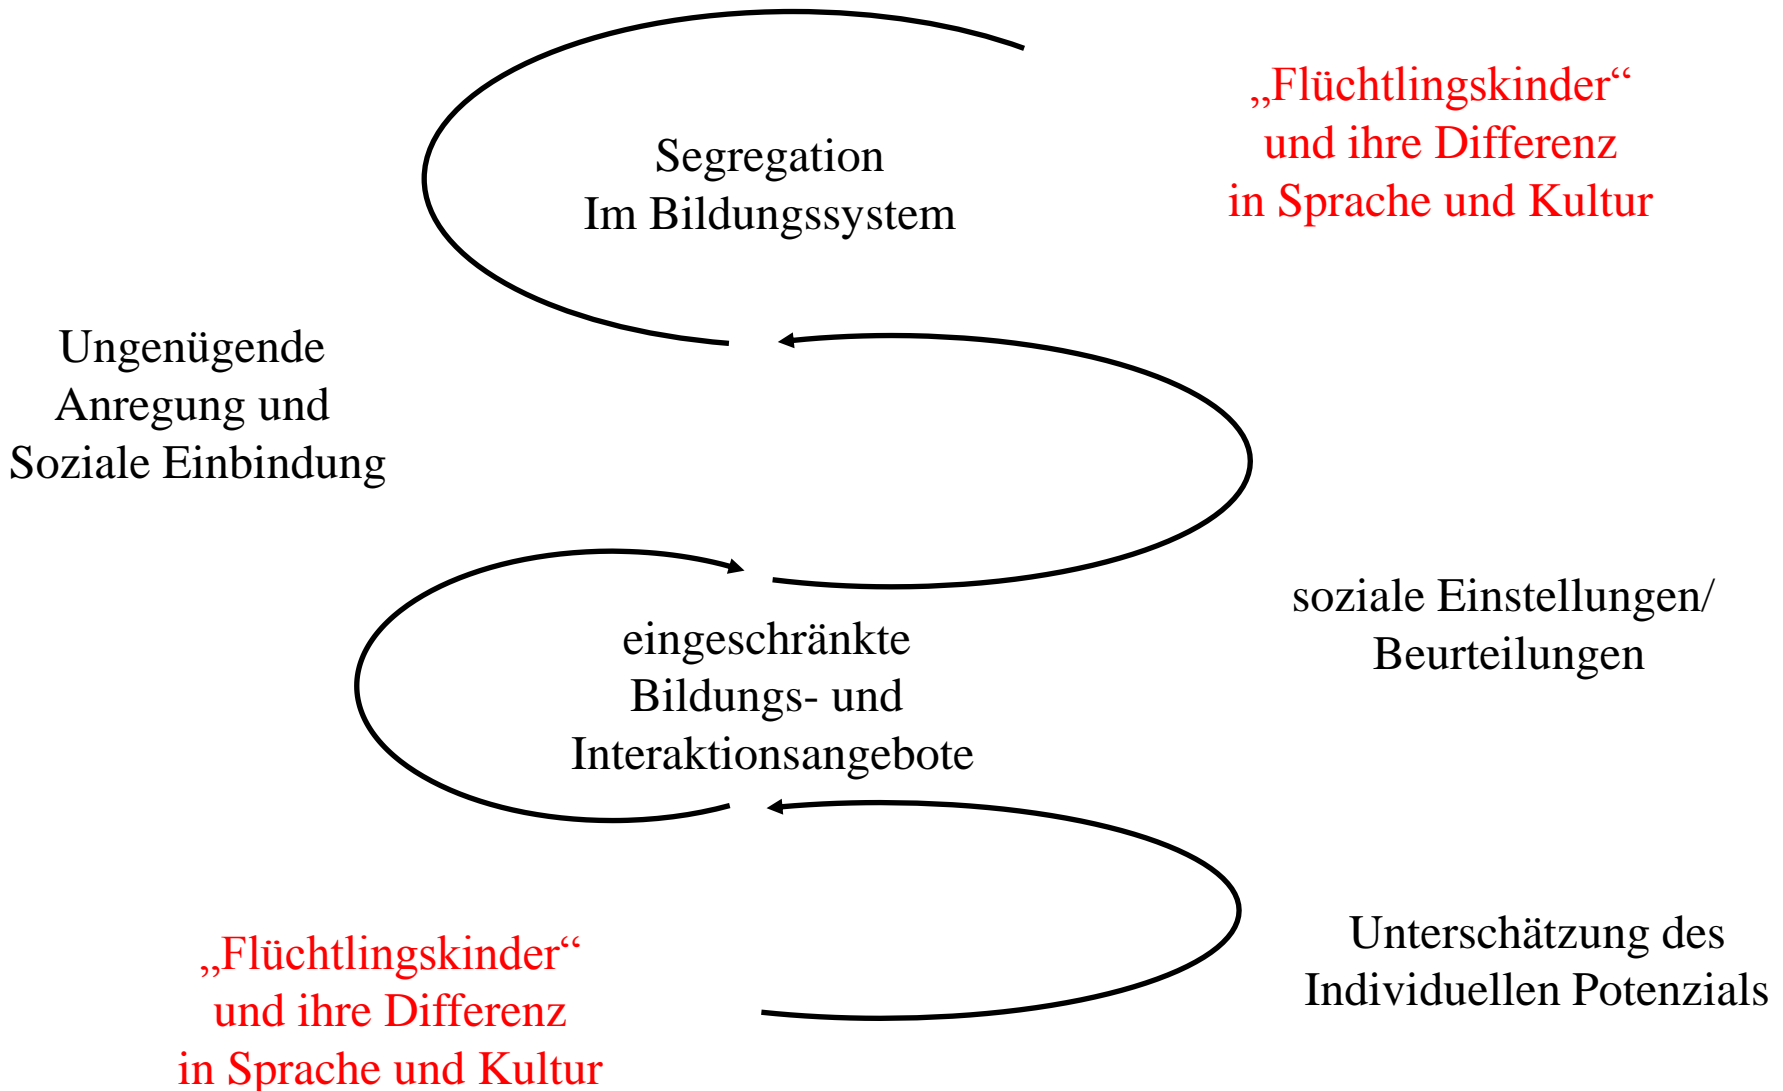 „Flüchtlingskinder“
und ihre Differenz
in Sprache und Kultur
Segregation
Im Bildungssystem
Ungenügende
Anregung und
Soziale Einbindung
soziale Einstellungen/
Beurteilungen
eingeschränkte
Bildungs- und
Interaktionsangebote
Unterschätzung des
Individuellen Potenzials
„Flüchtlingskinder“
und ihre Differenz
in Sprache und Kultur